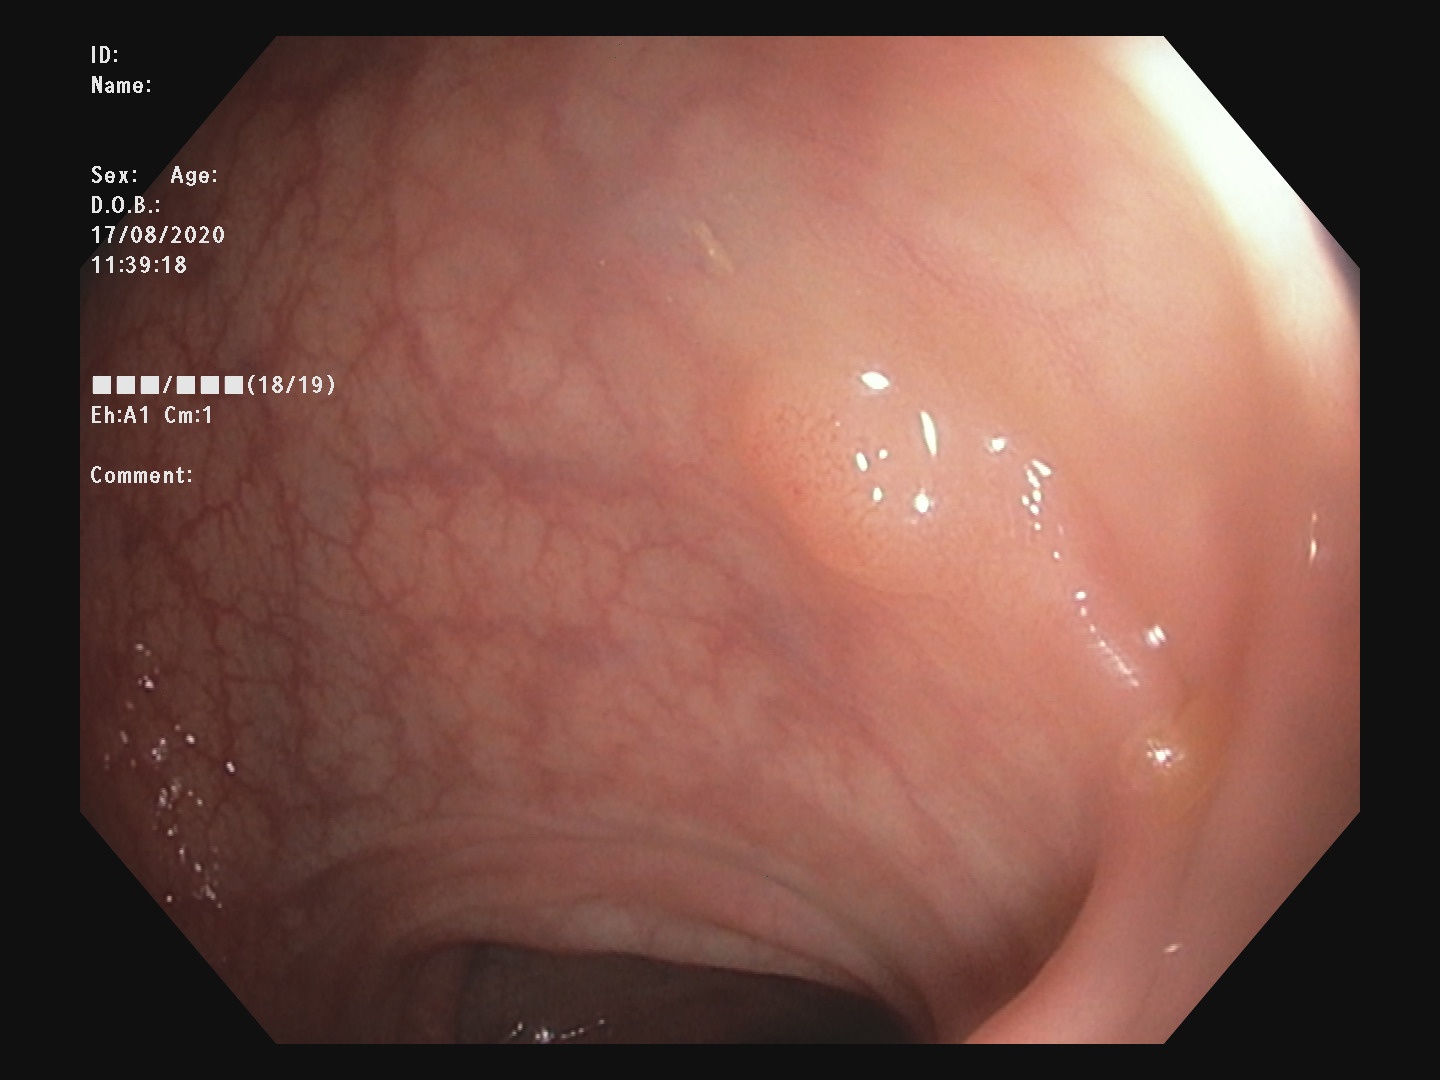 ID:
Name:
Sex: Age:
D.O.B.:
17/08/2020
11:39:18
■■■/■■■(18/19)
Eh:A1 Cm:1
Comment: